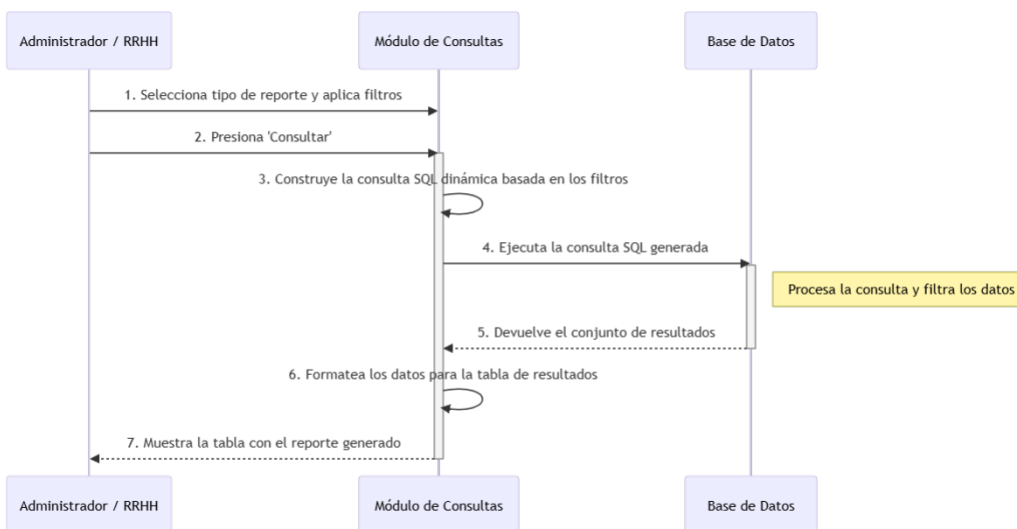 Administrador / RRHH
Módulo de Consultas
Base de Datos
1. Selecciona tipo de reporte y aplica filtros
2. Presiona 'Consultar'
3. Construye la consulta SQL dinámica basada en los filtros
4. Ejecuta la consulta SQL generada
Procesa la consulta y filtra los datos
5. Devuelve el conjunto de resultados
6. Formatea los datos para la tabla de resultados
7. Muestra la tabla con el reporte generado
Administrador / RRHH
Módulo de Consultas
Base de Datos